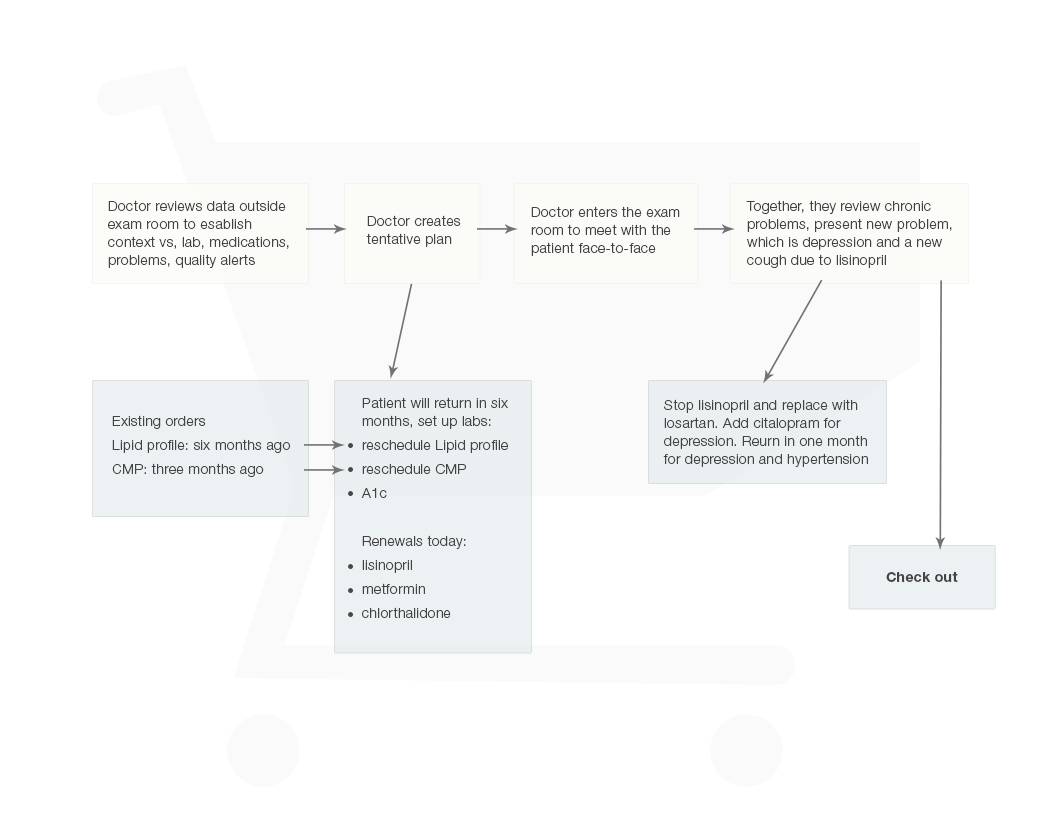 Doctor reviews data outside
exam room to esablish
context vs, lab, medications,
problems, quality alerts
Doctor creates
tentative plan
Doctor enters the exam
room to meet with the
patient face-to-face
Together, they review chronic
problems, present new problem,
which is depression and a new
cough due to lisinopril
Existing orders
Lipid profile: six months ago
CMP: three months ago
Patient will return in six
months, set up labs:
• reschedule Lipid profile
• reschedule CMP
• A1c
Renewals today:
• lisinopril
• metformin
• chlorthalidone
Stop lisinopril and replace with
losartan. Add citalopram for
depression. Reurn in one month
for depression and hypertension
Check out